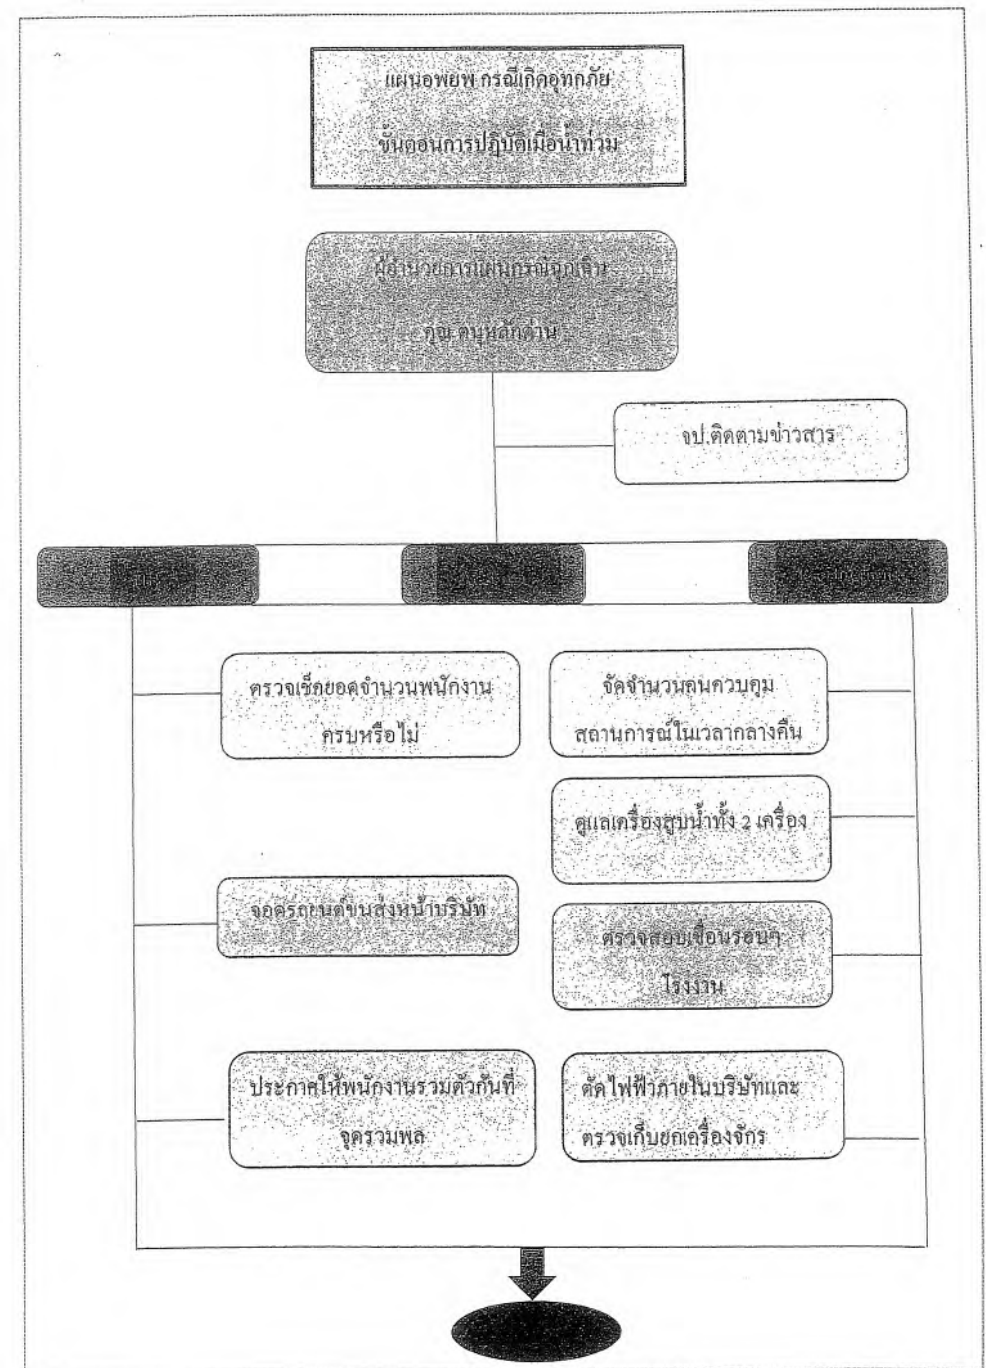 แผนอพยพ กรณีเกิดอุทกภัย
ขั้นตอนการปฏิบัติเมื่อน้ำท่วม
ผู้อำนวยการแผนกรณีฉุกเฉิน
คุณ
จป.ติดตามข่าวสาร
ตรวจเช็คยอดจำนวนพนักงาน
ครบหรือไม่
จัดจำนวนคนควบคุม
สถานการณ์ในเวลากลางคืน
ดูแลเครื่องสูบน้ำทั้ง 2 เครื่อง
จอดรถยนต์ขนส่งหน้าบริษัท
ตรวจสอบเขื่อนรอบๆ
โรงงาน
ประกาศให้พนักงานรวมตัวกันที่
จุดรวมพล
ตัดไฟฟ้าภายในบริษัทและ
ตรวจเก็บยกเครื่องจักร